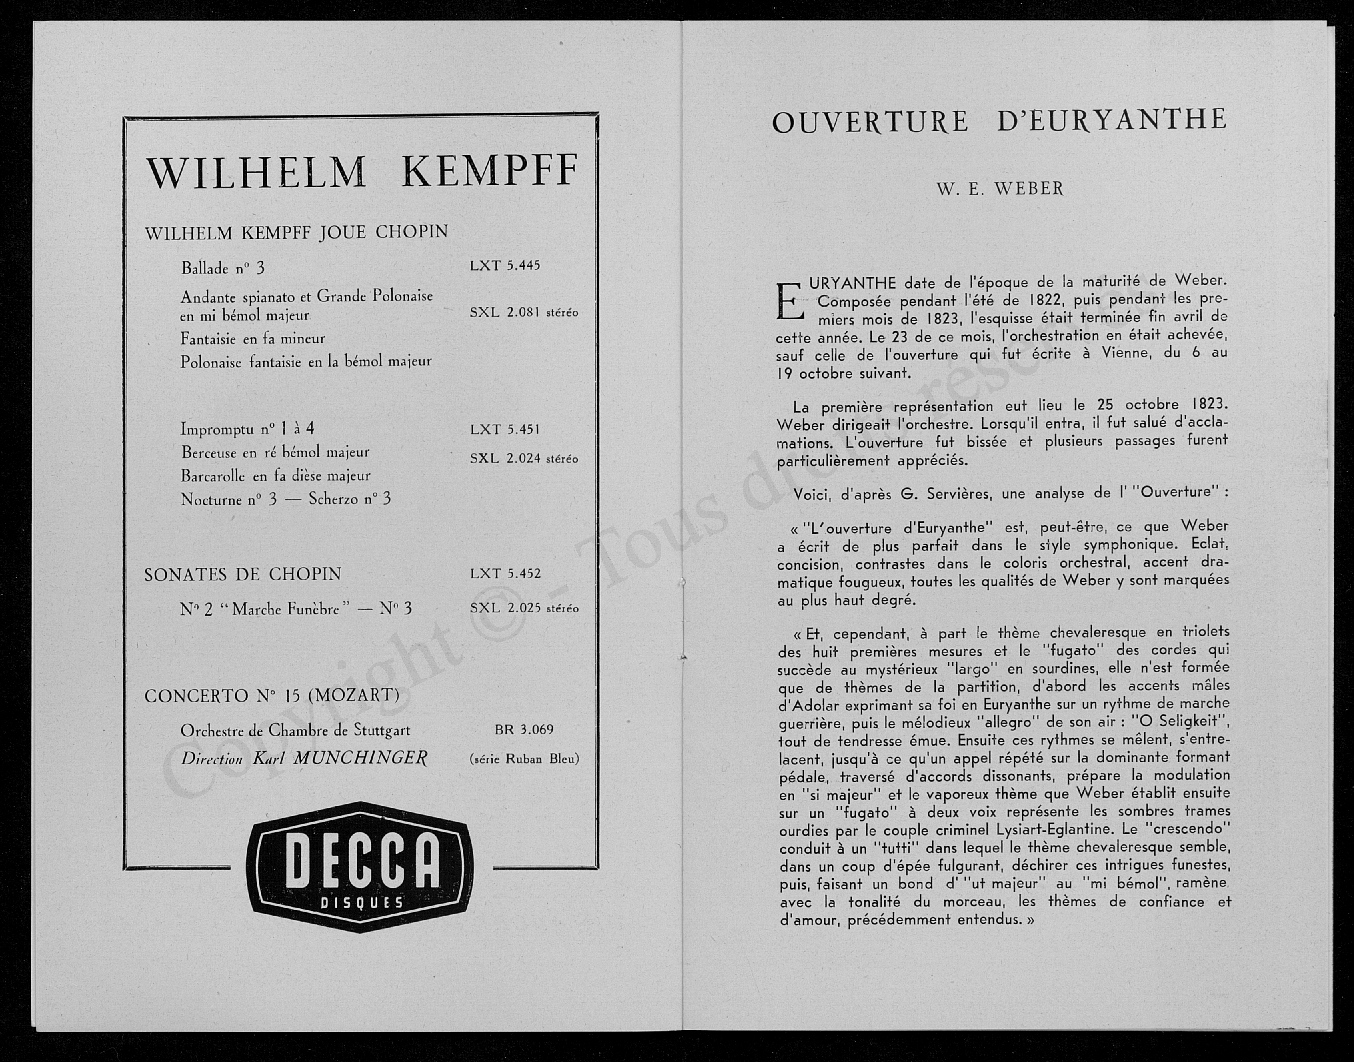 WILHELM KEMPFF
WILHELM KEMPFF JOUE CHOPIN
Ballade n° 3 LXT 5.445
Andante spianato et Grande Polonaise
en mi bémol majeur SXL 2.081 stéréo
Fantaisie en fa mineur
Polonaise fantaisie en la bémol majeur
Impromptu n° 1 à 4 LXT 5.451
Berceuse en ré bémol majeur SXL 2.024 stéréo
Barcarolle en fa dièse majeur
Nocturne n° 3 — Scherzo n° 3
SONATES DE CHOPIN LXT 5.452
N° 2 “Marche Funèbre” — N° 3 SXL 2.025 stéréo
CONCERTO N° 15 (MOZART)
Orchestre de Chambre de Stuttgart BR 3.069
Direction Karl MUNCHINGER (série Ruban Bleu)
DECCA
DISQUES
OUVERTURE D'EURYANTHE
W. E. WEBER
EURYANTHE date de l'époque de la maturité de Weber.
Composée pendant l'été de 1822, puis pendant les pre-
miers mois de 1823, l'esquisse était terminée fin avril de
cette année. Le 23 de ce mois, l'orchestration en était achevée,
sauf celle de l'ouverture qui fut écrite à Vienne, du 6 au
19 octobre suivant.
La première représentation eut lieu le 25 octobre 1823.
Weber dirigeait l'orchestre. Lorsqu'il entra, il fut salué d'accla-
mations. L'ouverture fut bissée et plusieurs passages furent
particulièrement appréciés.
Voici, d'après G. Servières, une analyse de l' "Ouverture" :
« "L'ouverture d'Euryanthe" est, peut-être, ce que Weber
a écrit de plus parfait dans le style symphonique. Eclat,
concision, contrastes dans le coloris orchestral, accent dra-
matique fougueux, toutes les qualités de Weber y sont marquées
au plus haut degré.
« Et, cependant, à part le thème chevaleresque en triolets
des huit premières mesures et le "fugato" des cordes qui
succède au mystérieux "largo" en sourdines, elle n'est formée
que de thèmes de la partition, d'abord les accents mâles
d'Adolar exprimant sa foi en Euryanthe sur un rythme de marche
guerrière, puis le mélodieux "allegro" de son air : "O Seligkeit",
tout de tendresse émue. Ensuite ces rythmes se mêlent, s'entre-
lacent, jusqu'à ce qu'un appel répété sur la dominante formant
pédale, traversé d'accords dissonants, prépare la modulation
en "si majeur" et le vaporeux thème que Weber établit ensuite
sur un "fugato" à deux voix représente les sombres trames
ourdies par le couple criminel Lysiart-Eglantine. Le "crescendo"
conduit à un "tutti" dans lequel le thème chevaleresque semble,
dans un coup d'épée fulgurant, déchirer ces intrigues funestes,
puis, faisant un bond d' "ut majeur" au "mi bémol", ramène
avec la tonalité du morceau, les thèmes de confiance et
d'amour, précédemment entendus. »
Copyright © - Tous droits réservés